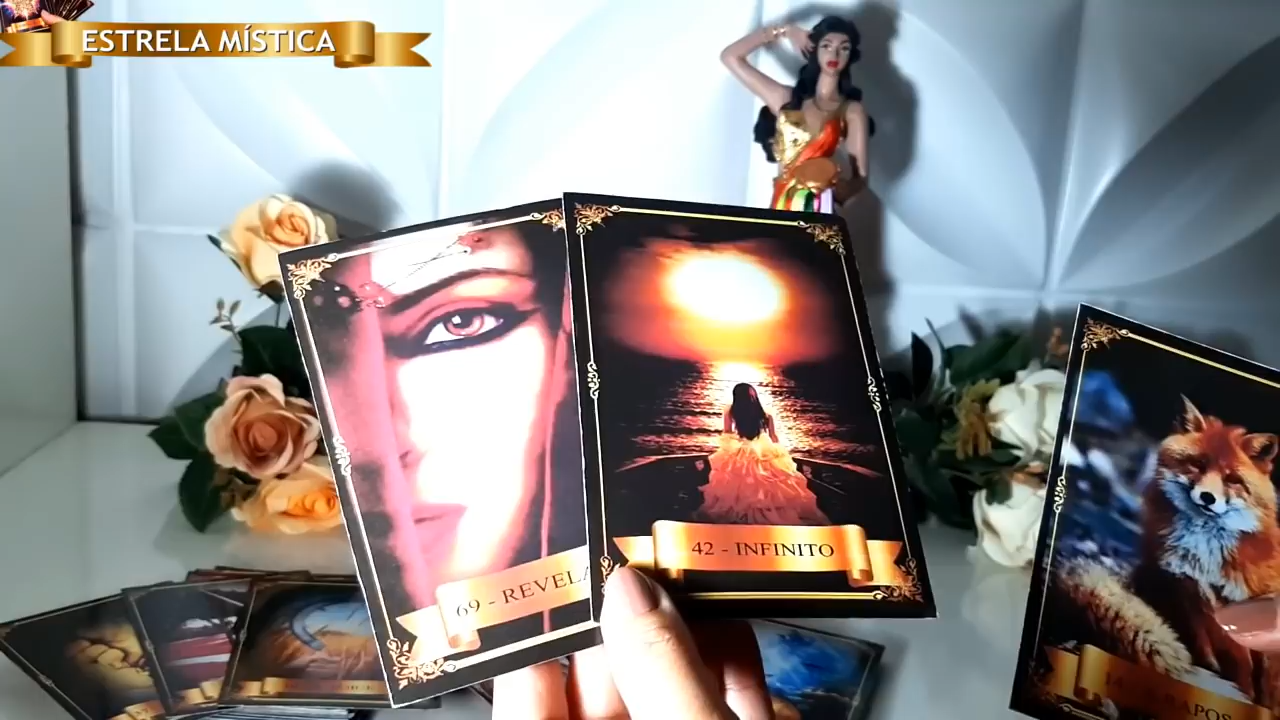 ESTRELA MÍSTICA
69 - REVELA
42 - INFINITO